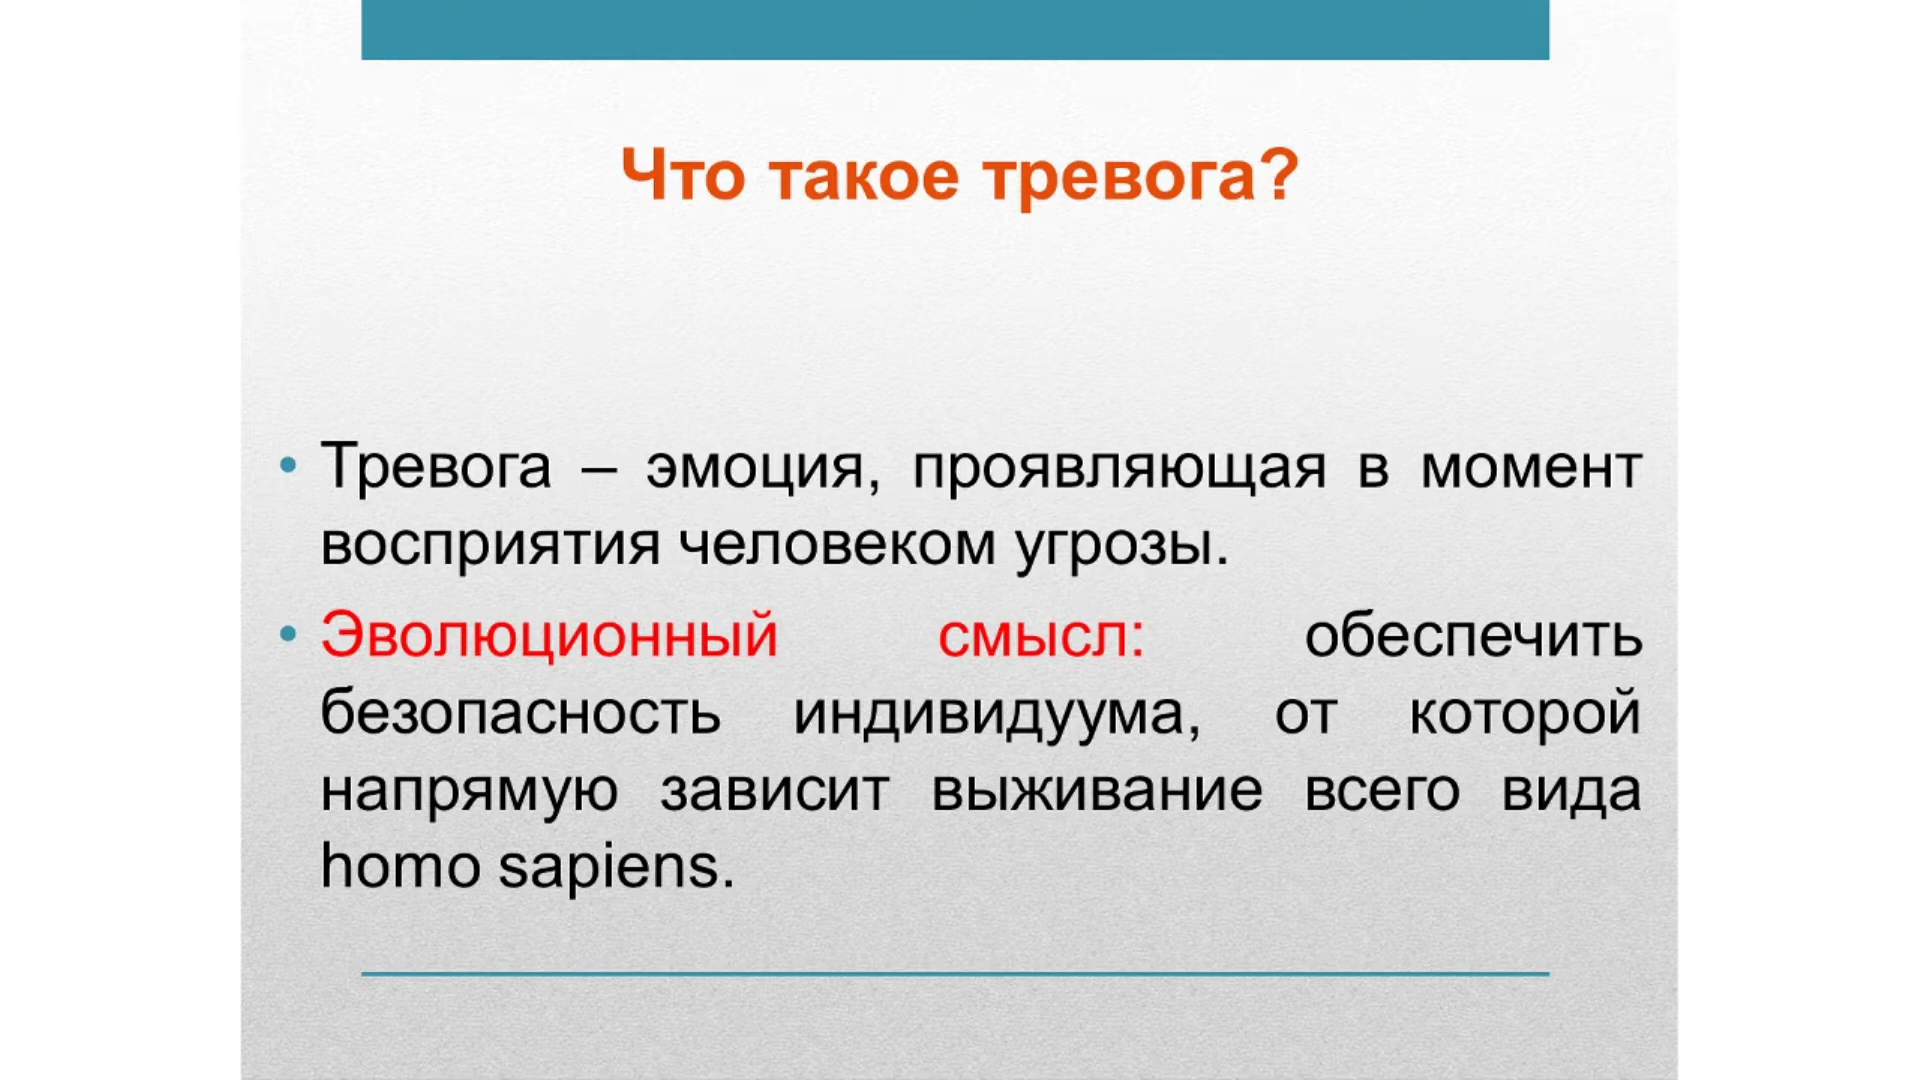 Что такое тревога?
• Тревога – эмоция, проявляющая в момент
восприятия человеком угрозы.
• Эволюционный смысл: обеспечить
безопасность индивидуума, от которой
напрямую зависит выживание всего вида
homo sapiens.